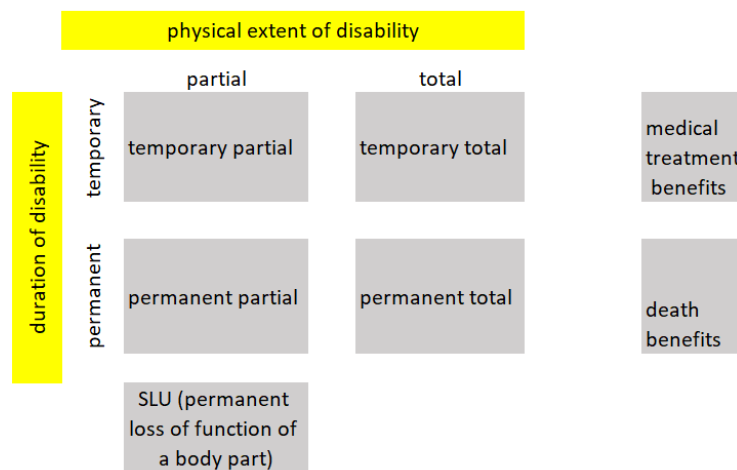 physical extent of disability
partial
total
duration of disability
temporary
temporary partial
temporary total
medical
treatment
benefits
permanent
permanent partial
permanent total
death
benefits
SLU (permanent
loss of function of
a body part)